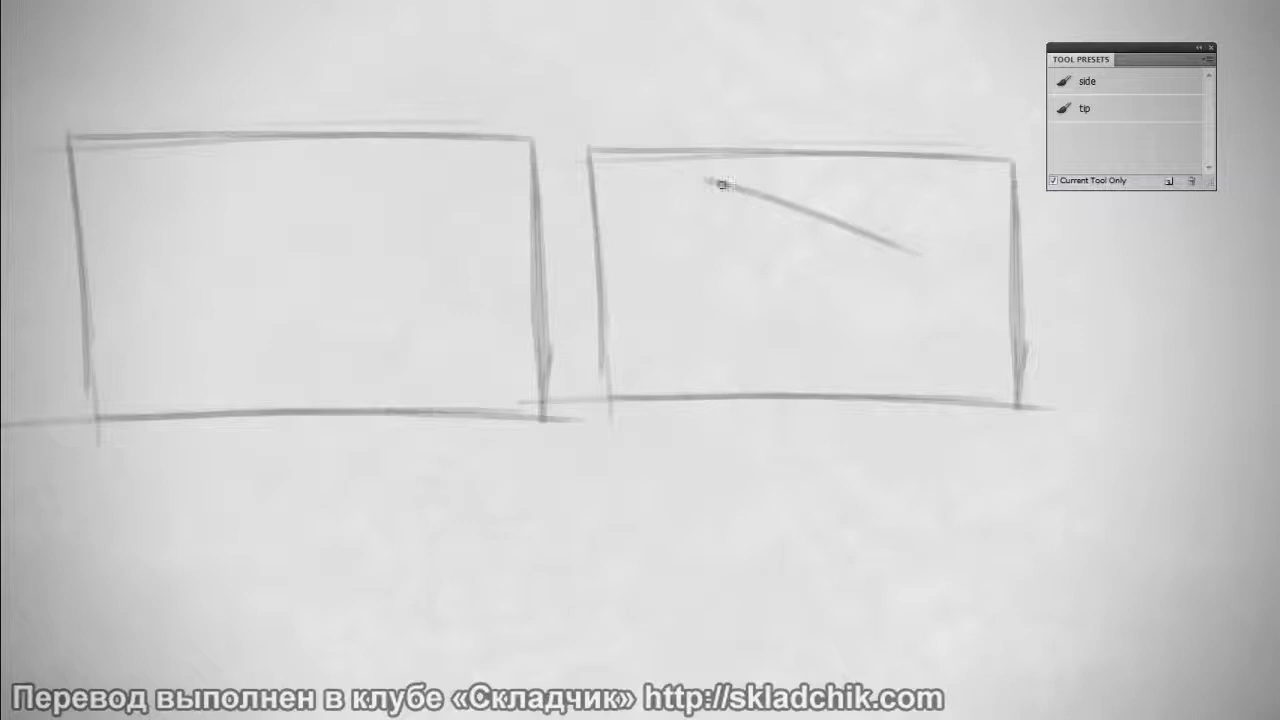 TOOL PRESETS
side
tip
Current Tool Only
Перевод выполнен в клубе «Складчик» http://skladchik.com